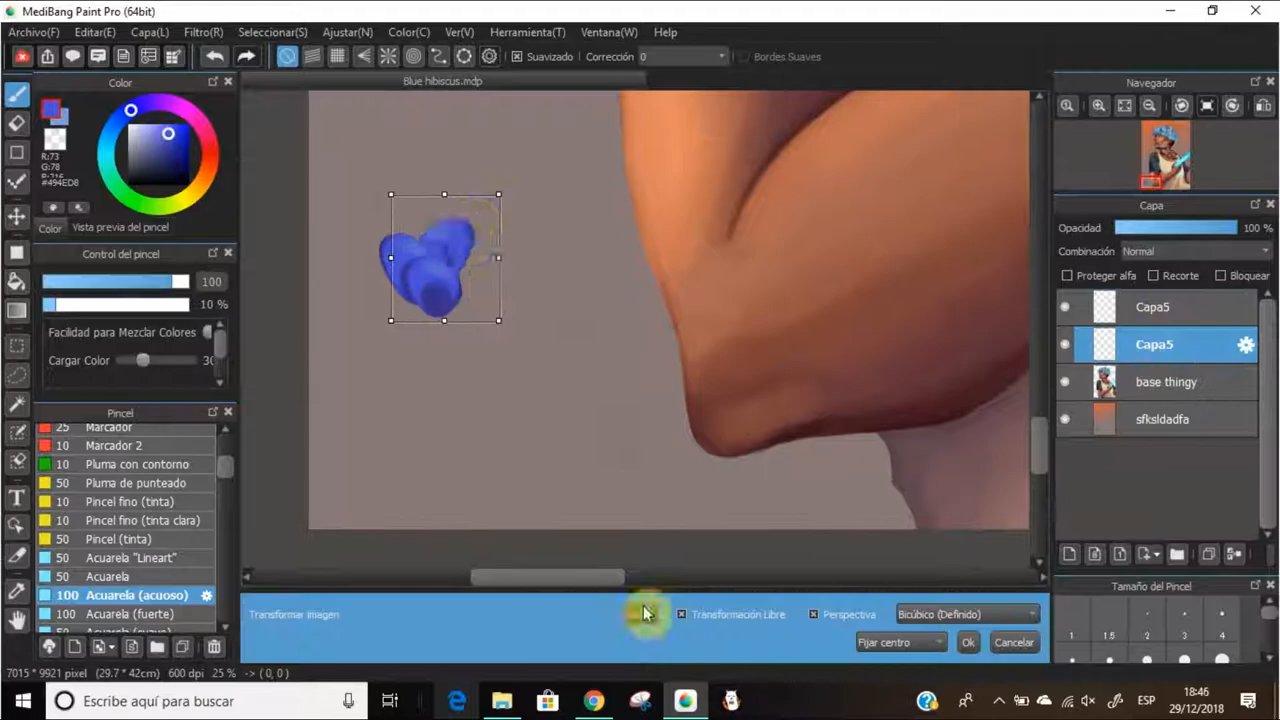 MediBang Paint Pro (64bit)
Archivo(F) Editar(E) Capa(L) Filtro(R) Seleccionar(S) Ajustar(N) Color(C) Ver(V) Herramienta(T) Ventana(W) Help
Suavizado Corrección 0 Bordes Suaves
Color
Blue hibiscus.mdp
Navegador
R:73
G:78
#494ED8
Color Vista previa del pincel
Capa
Opacidad 100 %
Combinación Normal
Proteger alfa Recorte Bloquear
Control del pincel
100
10 %
Facilidad para Mezclar Colores
Cargar Color 30
Capa5
Capa5
base thingy
sfksldadfa
Pincel
25 Marcador
10 Marcador 2
10 Pluma con contorno
50 Pluma de punteado
10 Pincel fino (tinta)
10 Pincel fino (tinta clara)
50 Pincel (tinta)
50 Acuarela "Lineart"
50 Acuarela
100 Acuarela (acuoso)
100 Acuarela (fuerte)
Transformar imagen Transformación Libre Perspectiva Bicúbico (Definido)
Fijar centro Ok Cancelar
Tamaño del Pincel
1 1.5 2 3 4
7015 * 9921 pixel (29.7 * 42cm) 600 dpi 25 % -> ( 0, 0 )
Escribe aquí para buscar
ESP
18:46
29/12/2018